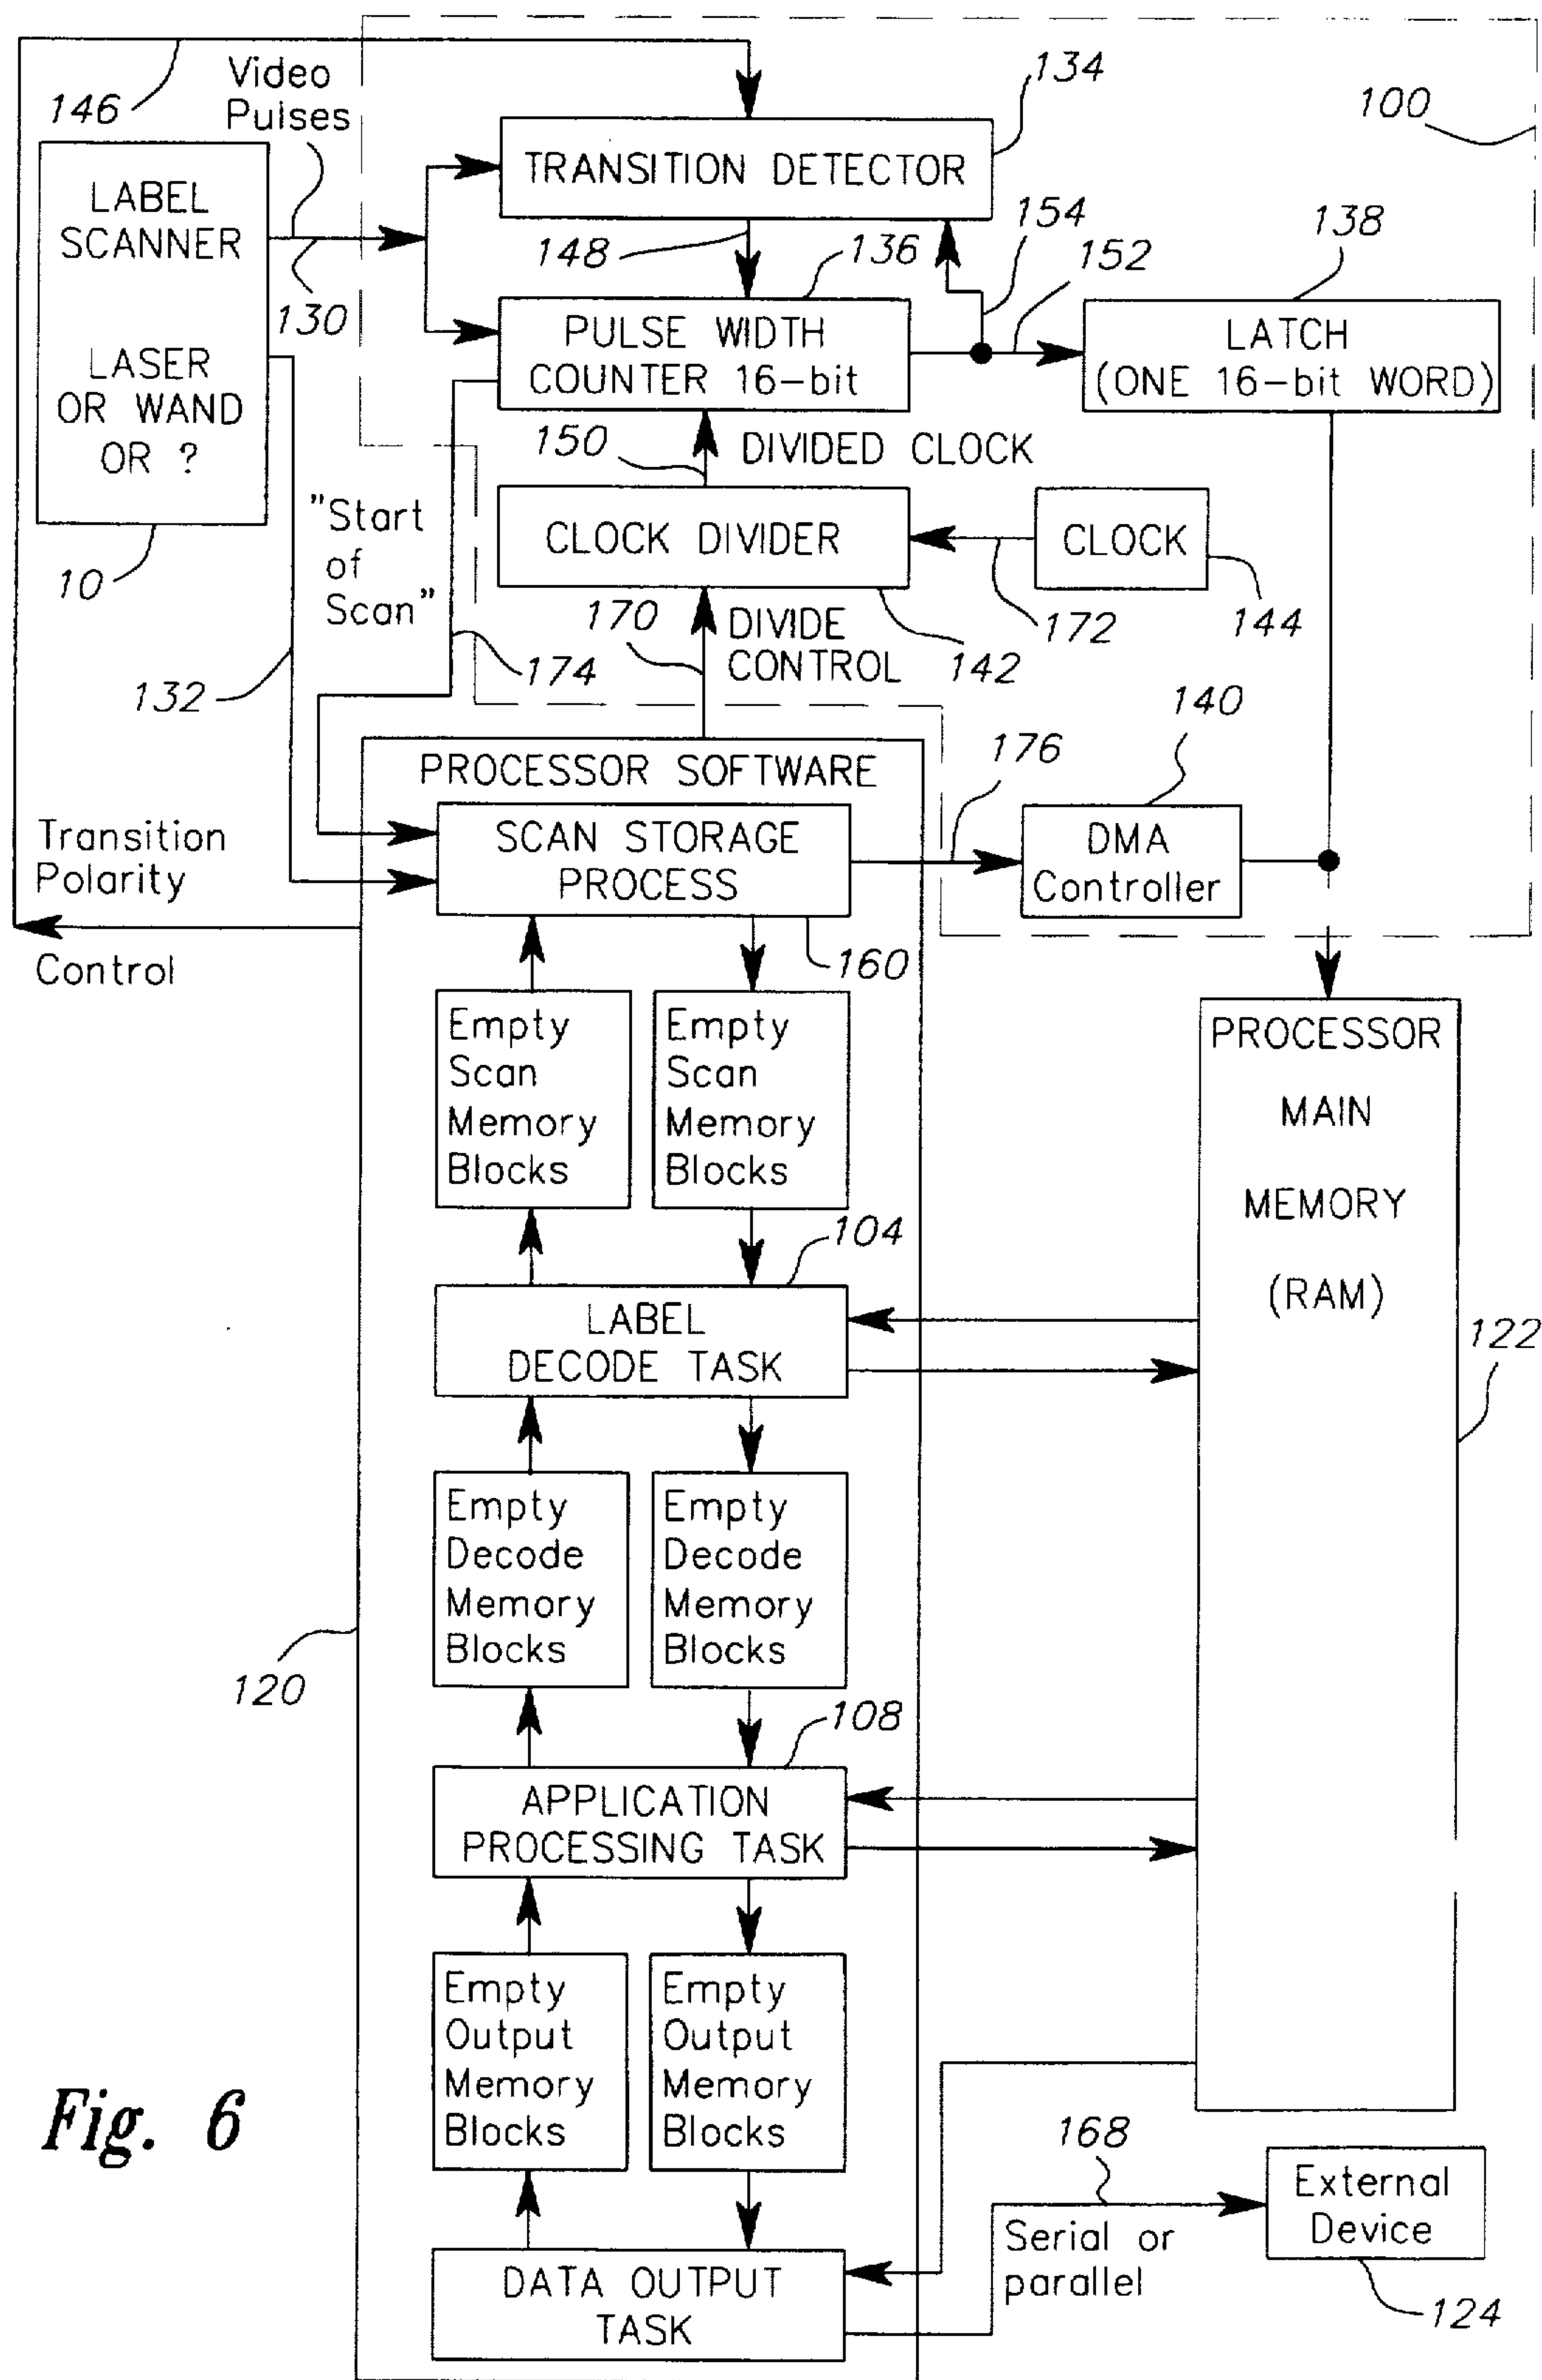 146
Video
Pulses
134
100
LABEL
SCANNER
LASER
OR WAND
OR ?
10
130
TRANSITION DETECTOR
148
136
154
152
138
PULSE WIDTH
COUNTER 16-bit
LATCH
(ONE 16-bit WORD)
150
DIVIDED CLOCK
"Start
of
Scan"
CLOCK DIVIDER
CLOCK
172
144
170
DIVIDE
CONTROL
142
174
132
140
176
PROCESSOR SOFTWARE
SCAN STORAGE
PROCESS
DMA
Controller
Transition
Polarity
Control
160
Empty
Scan
Memory
Blocks
Empty
Scan
Memory
Blocks
PROCESSOR
MAIN
MEMORY
(RAM)
104
122
LABEL
DECODE TASK
Empty
Decode
Memory
Blocks
Empty
Decode
Memory
Blocks
120
108
APPLICATION
PROCESSING TASK
Empty
Output
Memory
Blocks
Empty
Output
Memory
Blocks
Fig. 6
168
Serial or
parallel
External
Device
124
DATA OUTPUT
TASK